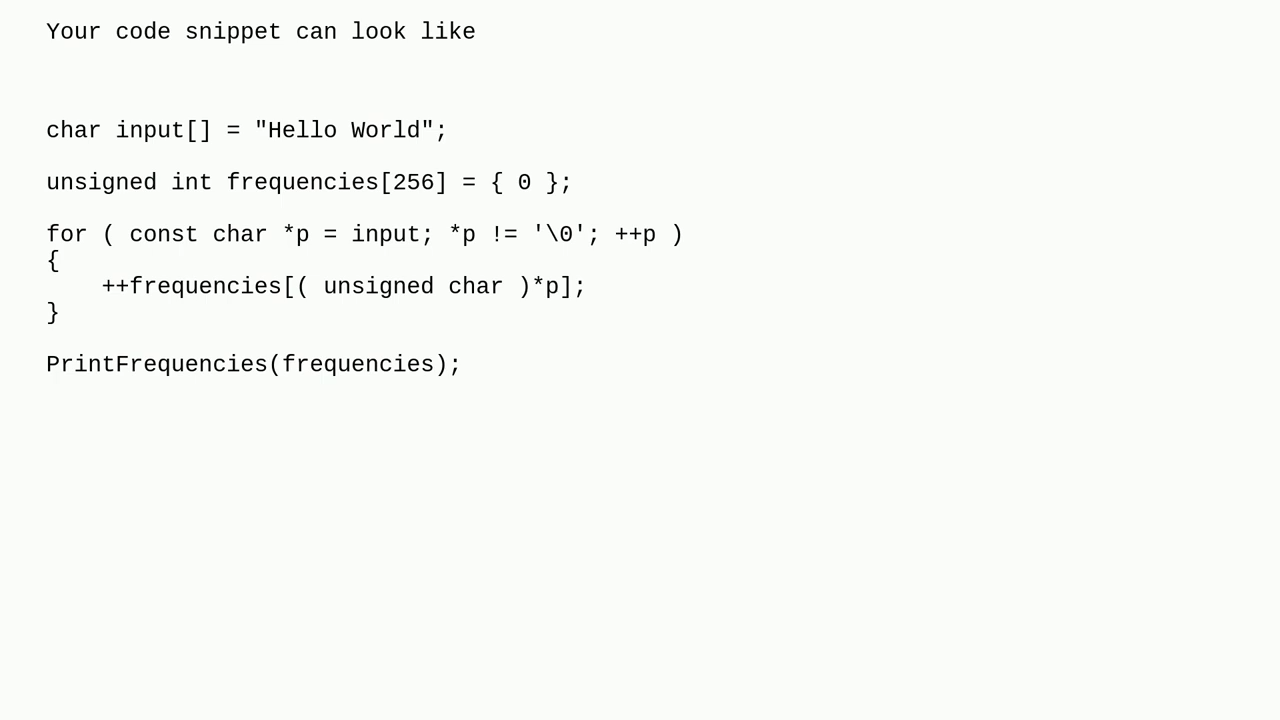 Your code snippet can look like
char input[] = "Hello World";
unsigned int frequencies[256] = { 0 };
for ( const char *p = input; *p != '\0'; ++p )
{
    ++frequencies[( unsigned char )*p];
}
PrintFrequencies(frequencies);